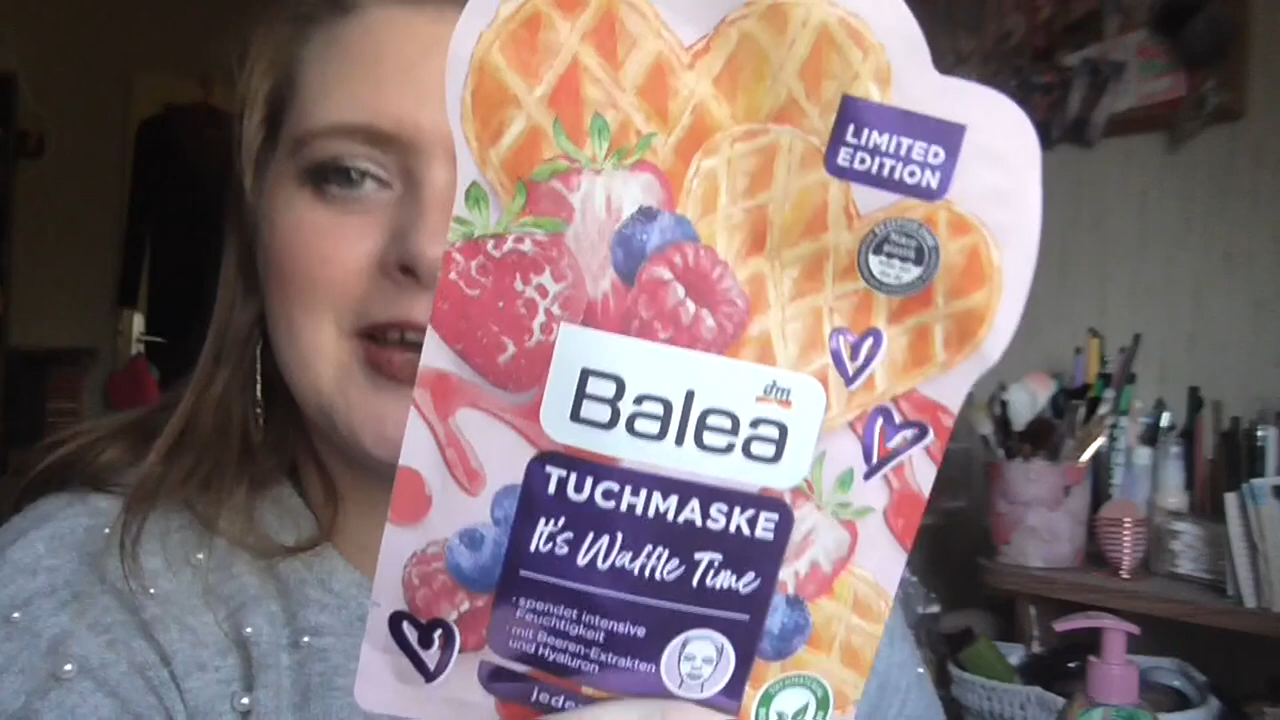 LIMITED
EDITION
dm
Balea
TUCHMASKE
It's Waffle Time
· spendet intensive
Feuchtigkeit
· mit Beeren-Extrakten
und Hyaluron